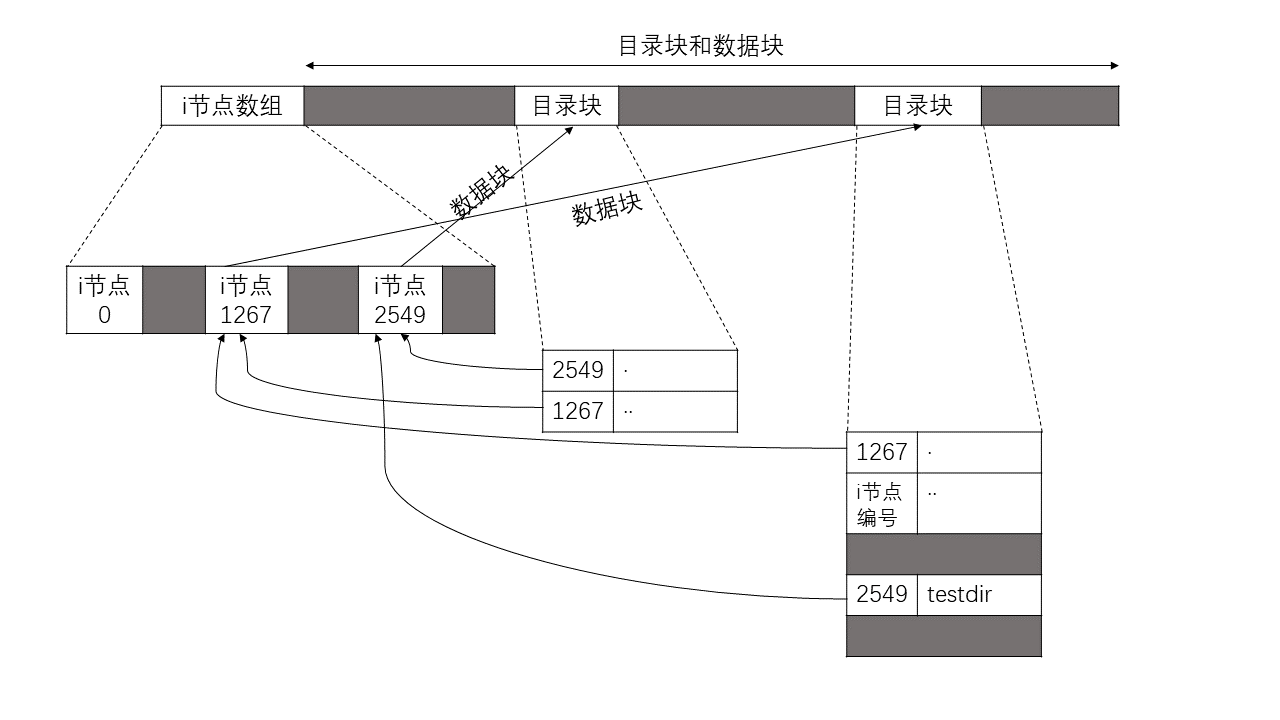 目录块和数据块
i节点数组
目录块
目录块
数据块
数据块
i节点
0
i节点
1267
i节点
2549
2549 .
1267 ..
1267 .
i节点
编号
..
2549 testdir